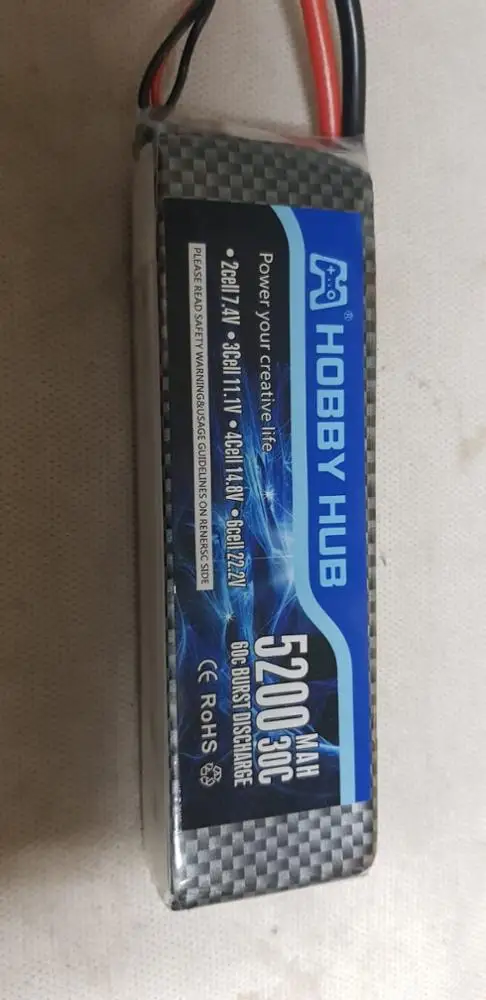 HOBBY HUB
®
Power your creative life
• 2cell 7.4V • 3Cell 11.1V • 4Cell 14.8V • 6cell 22.2V
PLEASE READ SAFETY WARNING&USAGE GUIDELINES ON RENERSC SIDE
5200 MAH 30C
60c BURST DISCHARGE
CE RoHS